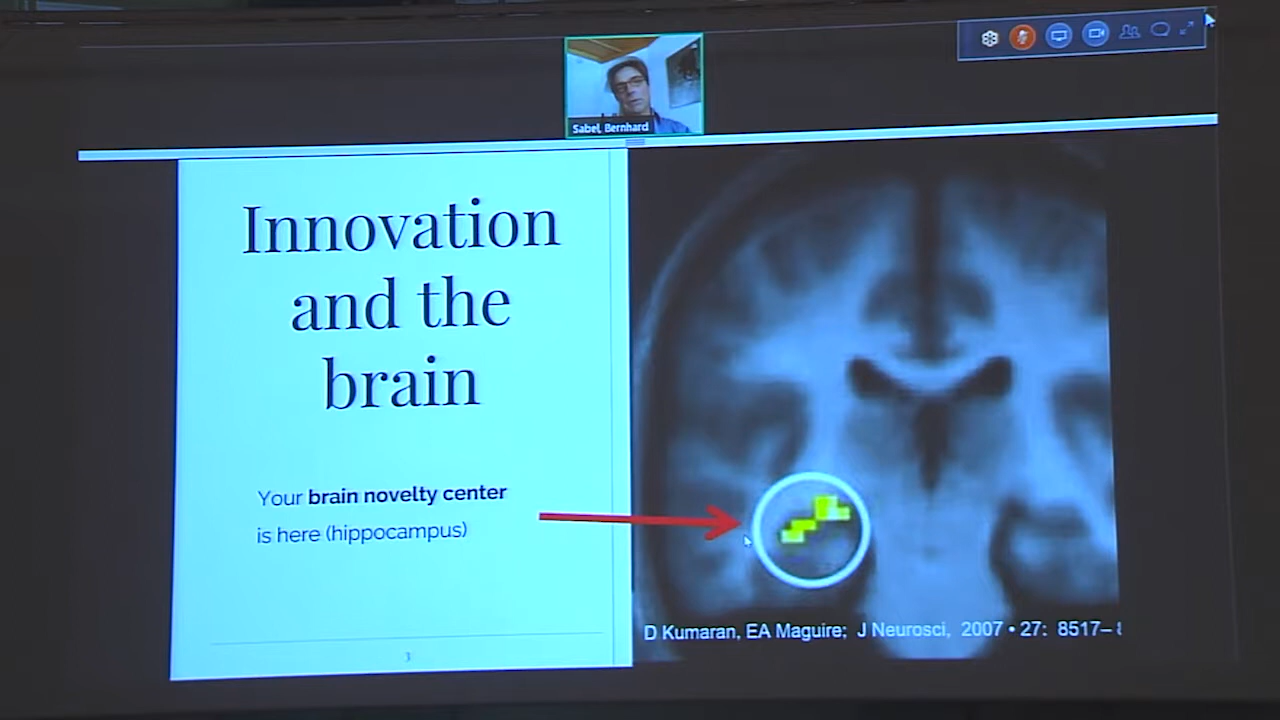 Sabel, Bernhard
Innovation
and the
brain
Your brain novelty center
is here (hippocampus)
3
D Kumaran, EA Maguire; J Neurosci, 2007 • 27: 8517–